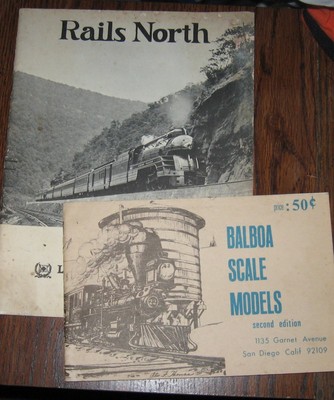 Rails North
L
price : 50¢
BALBOA
SCALE
MODELS
second edition
1135 Garnet Avenue
San Diego Calif 92109